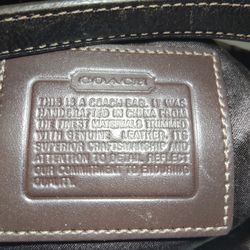 COACH
THIS IS A COACH BAG. IT WAS
HANDCRAFTED IN CHINA FROM
THE FINEST MATERIALS TRIMMED
WITH GENUINE LEATHER. ITS
SUPERIOR CRAFTSMANSHIP AND
ATTENTION TO DETAIL REFLECT
OUR COMMITMENT TO ENDURING
QUALITY.